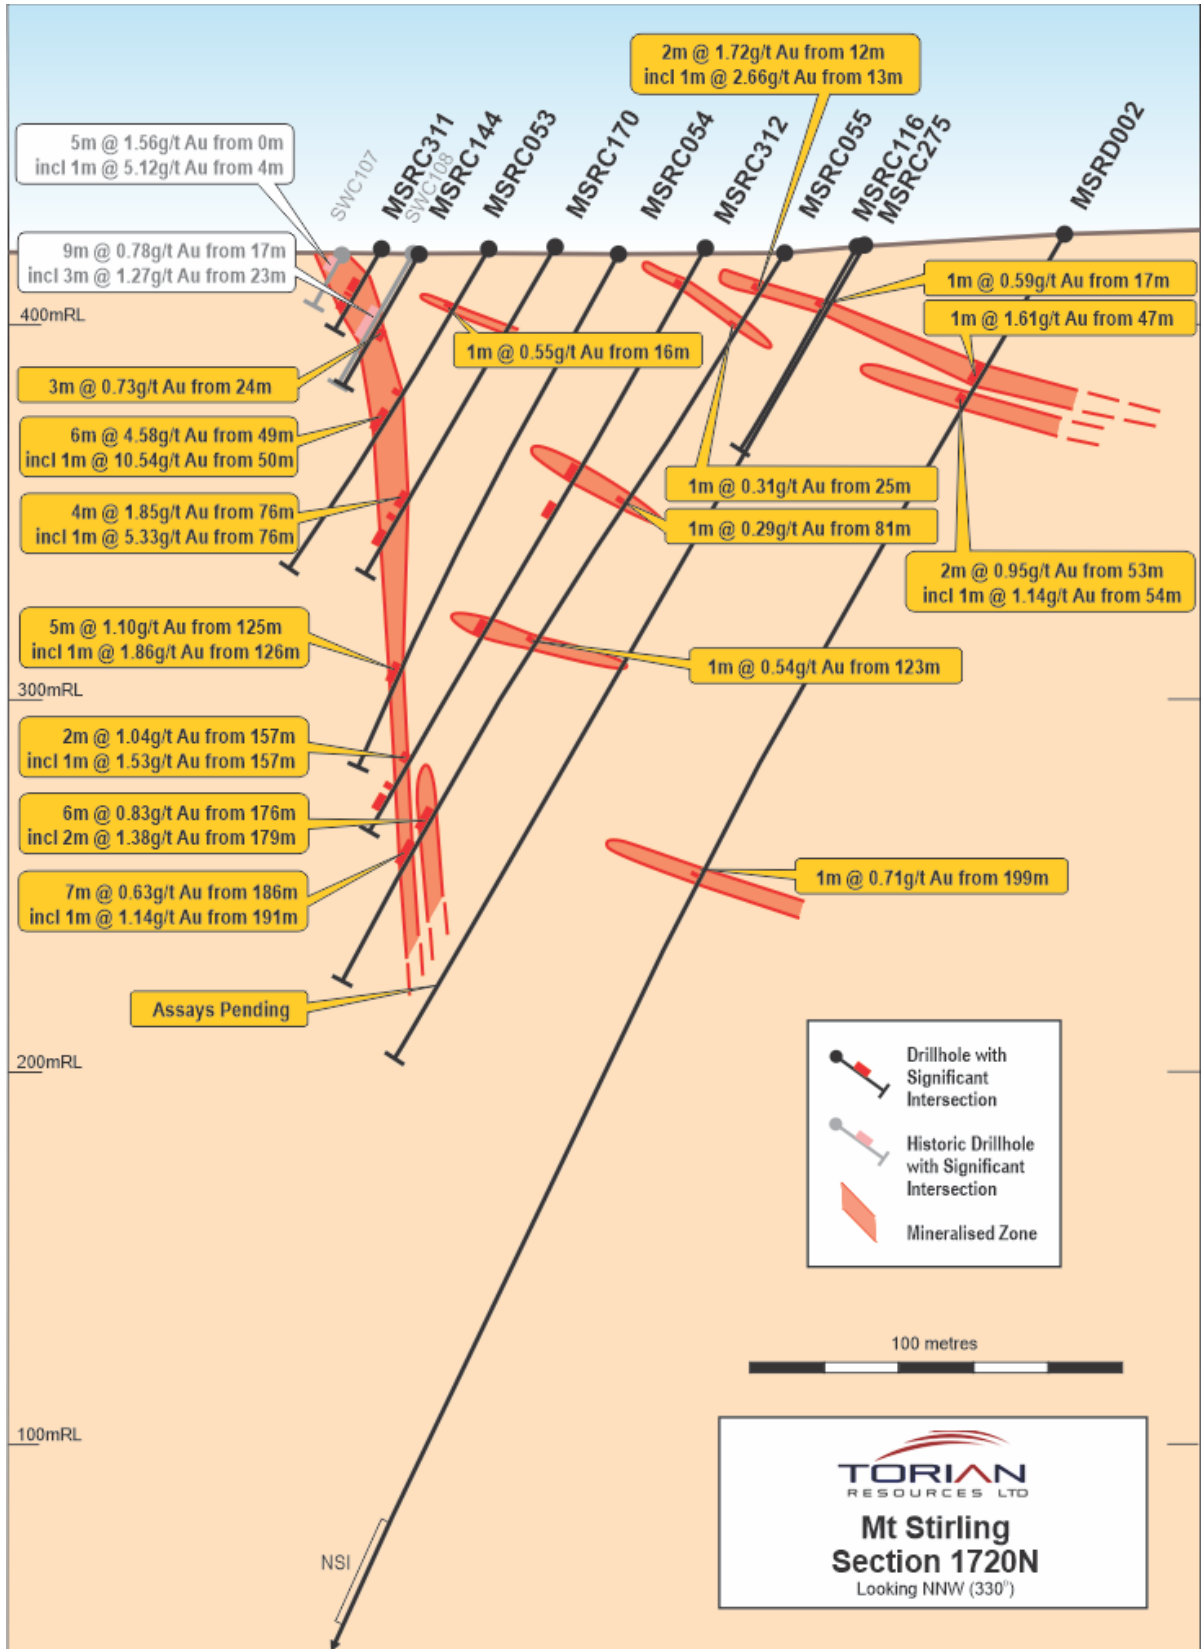 2m @ 1.72g/t Au from 12m
incl 1m @ 2.66g/t Au from 13m
5m @ 1.56g/t Au from 0m
incl 1m @ 5.12g/t Au from 4m
SWC107
MSRC311
SWC108
MSRC144
MSRC053
MSRC170
MSRC054
MSRC312
MSRC055
MSRC116
MSRC275
MSRD002
9m @ 0.78g/t Au from 17m
incl 3m @ 1.27g/t Au from 23m
1m @ 0.59g/t Au from 17m
400mRL
1m @ 1.61g/t Au from 47m
1m @ 0.55g/t Au from 16m
3m @ 0.73g/t Au from 24m
6m @ 4.58g/t Au from 49m
incl 1m @ 10.54g/t Au from 50m
1m @ 0.31g/t Au from 25m
4m @ 1.85g/t Au from 76m
incl 1m @ 5.33g/t Au from 76m
1m @ 0.29g/t Au from 81m
2m @ 0.95g/t Au from 53m
incl 1m @ 1.14g/t Au from 54m
5m @ 1.10g/t Au from 125m
incl 1m @ 1.86g/t Au from 126m
1m @ 0.54g/t Au from 123m
300mRL
2m @ 1.04g/t Au from 157m
incl 1m @ 1.53g/t Au from 157m
6m @ 0.83g/t Au from 176m
incl 2m @ 1.38g/t Au from 179m
1m @ 0.71g/t Au from 199m
7m @ 0.63g/t Au from 186m
incl 1m @ 1.14g/t Au from 191m
Assays Pending
200mRL
Drillhole with
Significant
Intersection
Historic Drillhole
with Significant
Intersection
Mineralised Zone
100 metres
100mRL
TORIAN
RESOURCES LTD
Mt Stirling
Section 1720N
Looking NNW (330°)
NSI